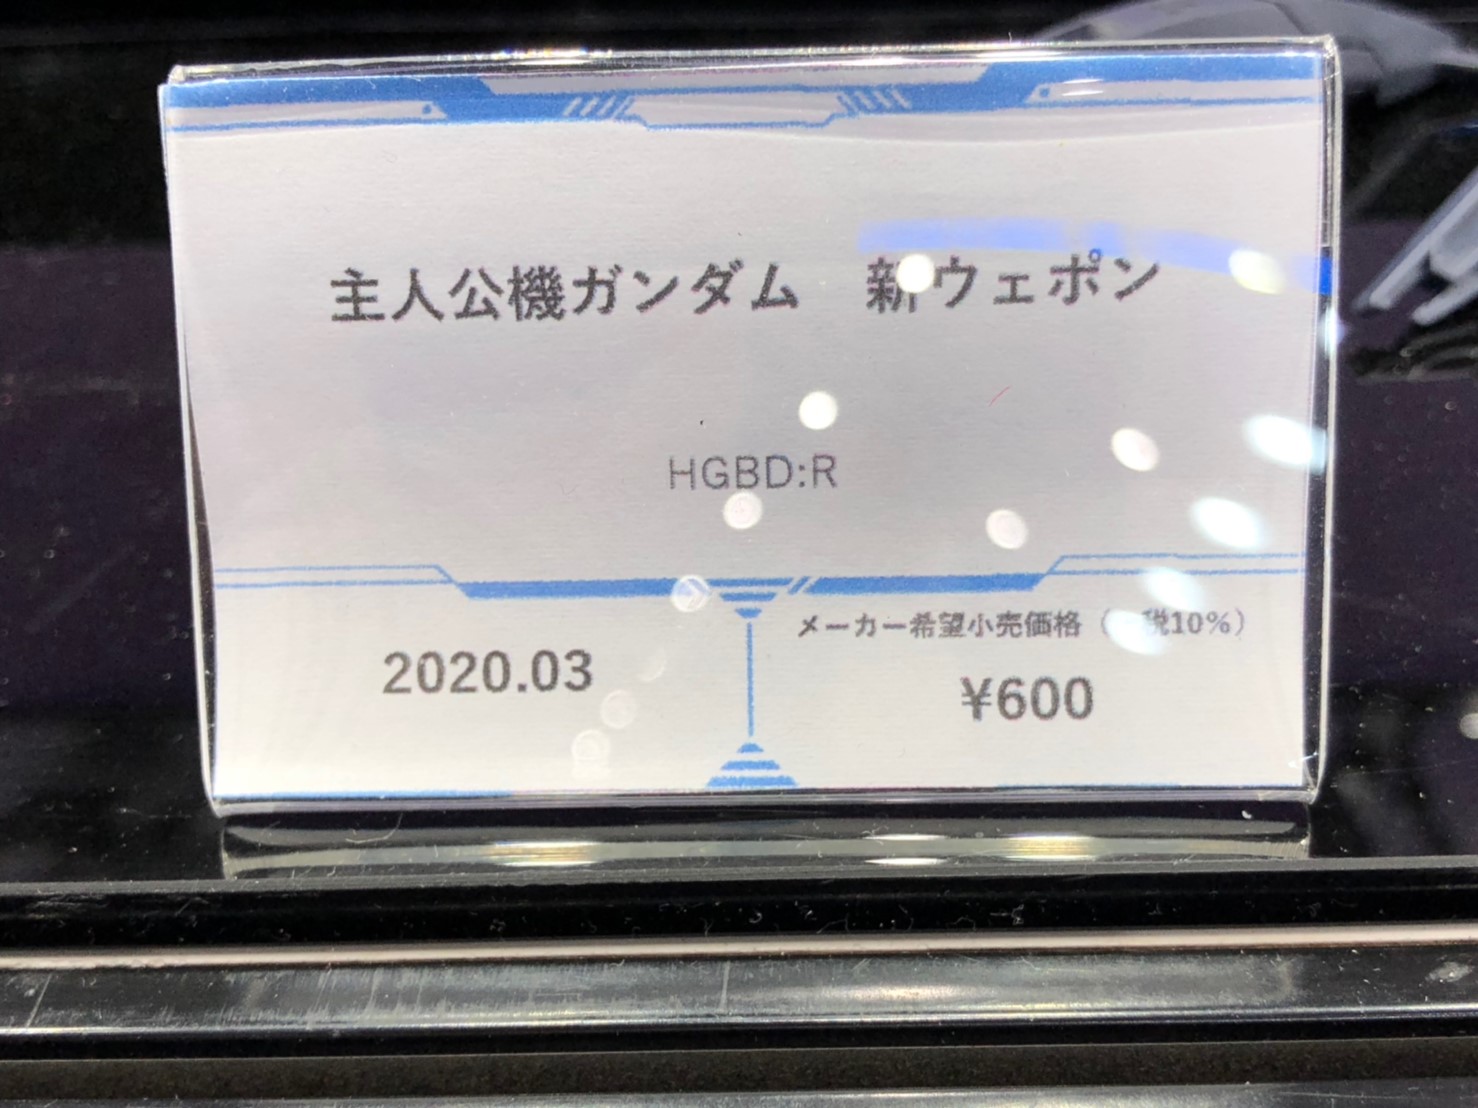 主人公機ガンダム 新ウェポン
HGBD:R
2020.03
メーカー希望小売価格（ 税10%）
¥600